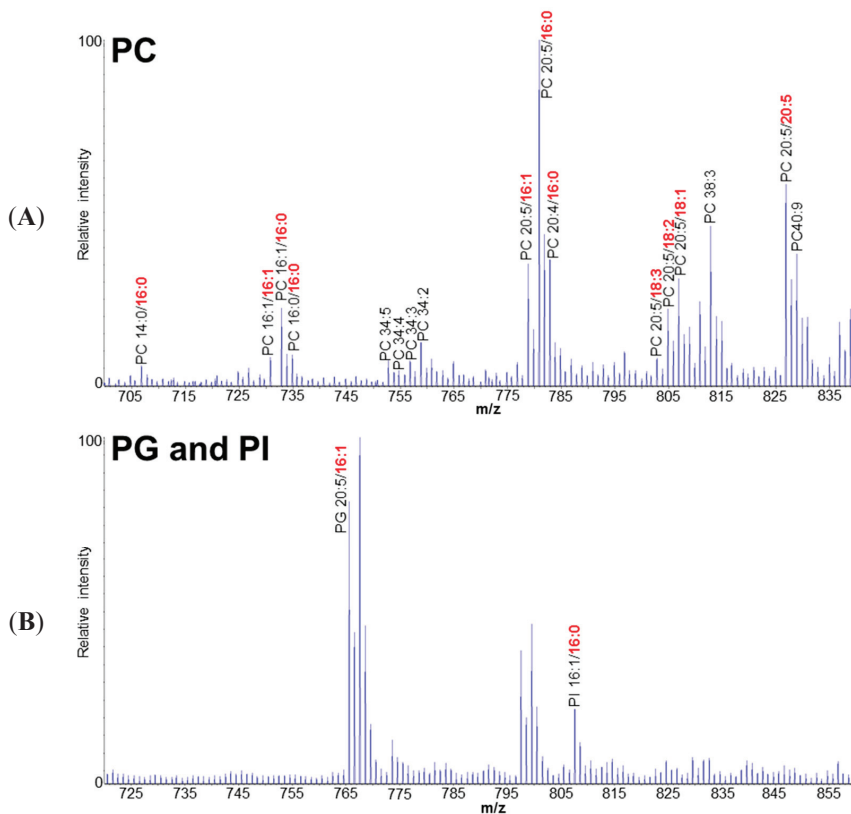 (A)
PC
100
Relative intensity
0
PC 14:0/16:0
PC 16:1/16:1
PC 16:1/16:0
PC 16:0/16:0
PC 34:5
PC 34:4
PC 34:3
PC 34:2
PC 20:5/16:1
PC 20:5/16:0
PC 20:4/16:0
PC 20:5/18:3
PC 20:5/18:2
PC 20:5/18:1
PC 38:3
PC 20:5/20:5
PC40:9
705 715 725 735 745 755 765 775 785 795 805 815 825 835
m/z
(B)
PG and PI
100
Relative intensity
0
PG 20:5/16:1
PI 16:1/16:0
725 735 745 755 765 775 785 795 805 815 825 835 845 855
m/z